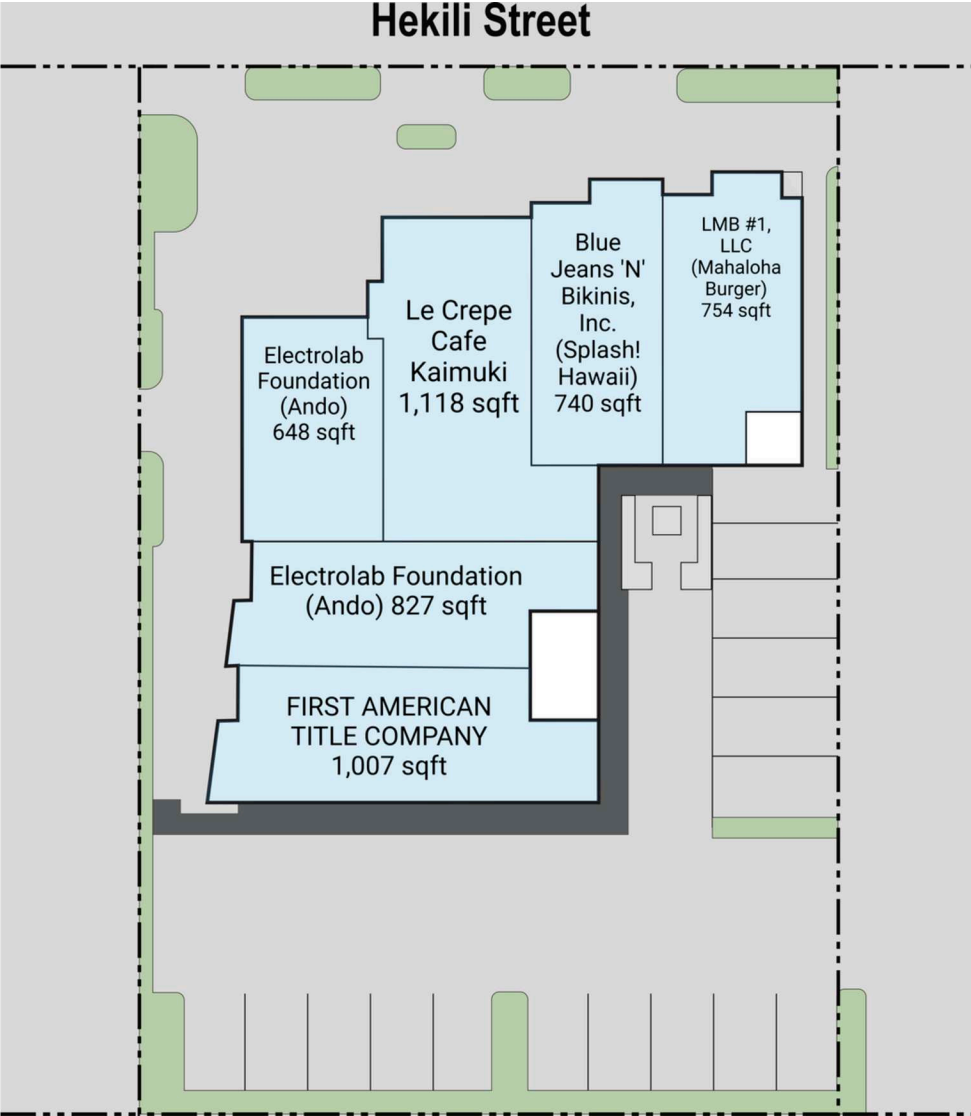 Hekili Street
LMB #1,
LLC
(Mahaloha
Burger)
754 sqft
Blue
Jeans 'N'
Bikinis,
Inc.
(Splash!
Hawaii)
740 sqft
Le Crepe
Cafe
Kaimuki
1,118 sqft
Electrolab
Foundation
(Ando)
648 sqft
Electrolab Foundation
(Ando) 827 sqft
FIRST AMERICAN
TITLE COMPANY
1,007 sqft